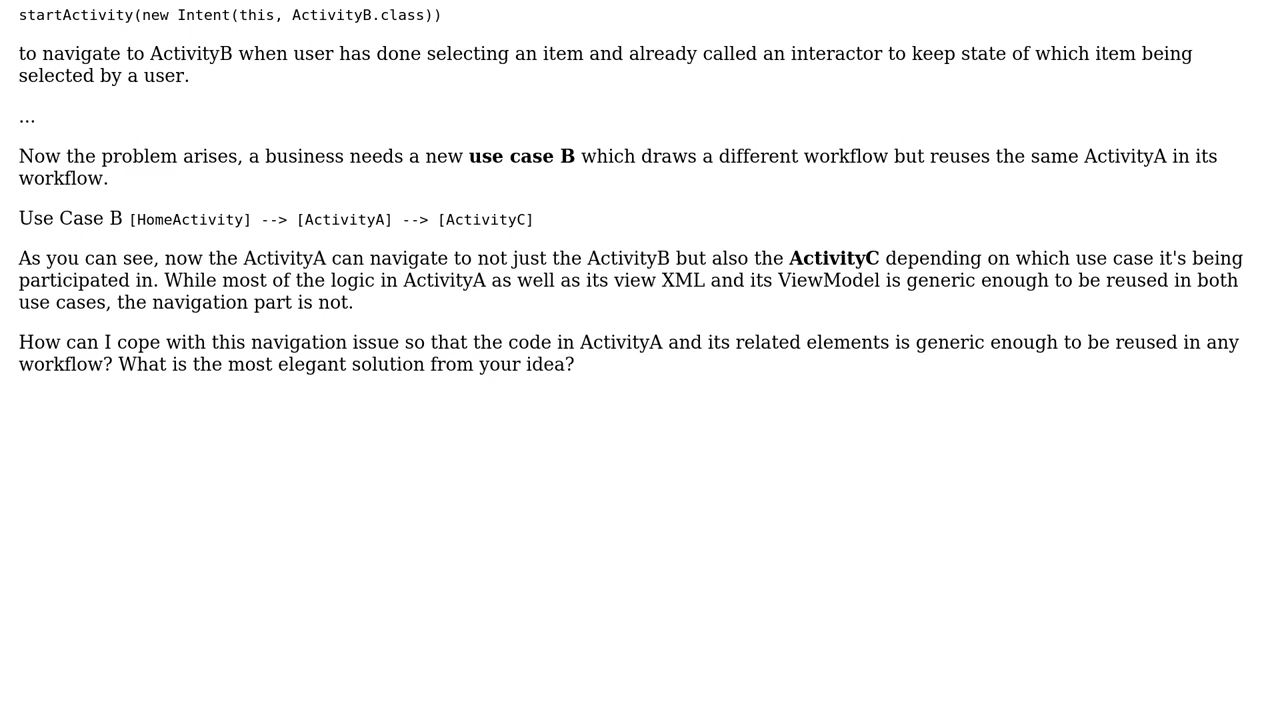 startActivity(new Intent(this, ActivityB.class))
to navigate to ActivityB when user has done selecting an item and already called an interactor to keep state of which item being
selected by a user.
...
Now the problem arises, a business needs a new use case B which draws a different workflow but reuses the same ActivityA in its
workflow.
Use Case B [HomeActivity] --> [ActivityA] --> [ActivityC]
As you can see, now the ActivityA can navigate to not just the ActivityB but also the ActivityC depending on which use case it's being
participated in. While most of the logic in ActivityA as well as its view XML and its ViewModel is generic enough to be reused in both
use cases, the navigation part is not.
How can I cope with this navigation issue so that the code in ActivityA and its related elements is generic enough to be reused in any
workflow? What is the most elegant solution from your idea?